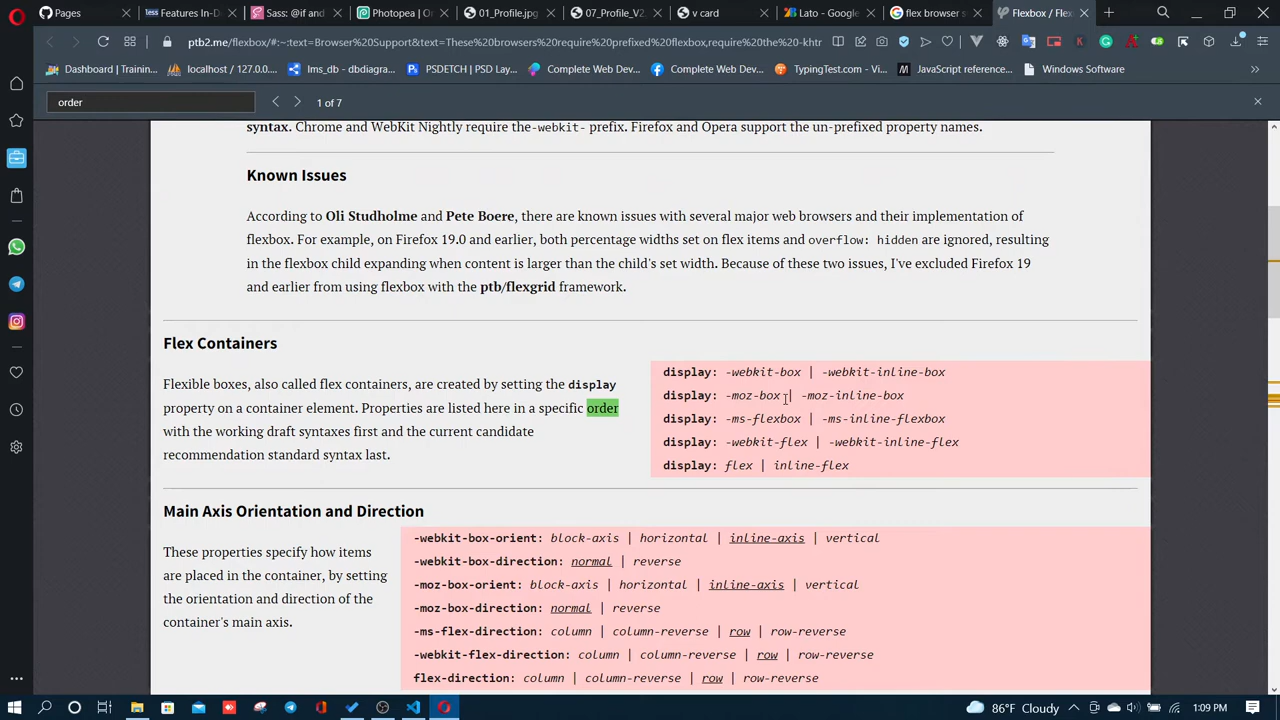 Pages
Features In-D
Sass: @if and
Photopea | On
01_Profile.jpg
07_Profile_V2.
v card
Lato - Google
flex browser s
Flexbox / Flex
ptb2.me/flexbox/#:~:text=Browser%20Support&text=These%20browsers%20require%20prefixed%20flexbox,require%20the%20-khtr
Dashboard | Trainin...
localhost / 127.0.0....
lms_db - dbdiagra...
PSDETCH | PSD Lay...
Complete Web Dev...
Complete Web Dev...
TypingTest.com - Vi...
JavaScript reference...
Windows Software
order
1 of 7
syntax. Chrome and WebKit Nightly require the -webkit- prefix. Firefox and Opera support the un-prefixed property names.
Known Issues
According to Oli Studholme and Pete Boere, there are known issues with several major web browsers and their implementation of
flexbox. For example, on Firefox 19.0 and earlier, both percentage widths set on flex items and overflow: hidden are ignored, resulting
in the flexbox child expanding when content is larger than the child's set width. Because of these two issues, I've excluded Firefox 19
and earlier from using flexbox with the ptb/flexgrid framework.
Flex Containers
Flexible boxes, also called flex containers, are created by setting the display
property on a container element. Properties are listed here in a specific order
with the working draft syntaxes first and the current candidate
recommendation standard syntax last.
display: -webkit-box | -webkit-inline-box
display: -moz-box | -moz-inline-box
display: -ms-flexbox | -ms-inline-flexbox
display: -webkit-flex | -webkit-inline-flex
display: flex | inline-flex
Main Axis Orientation and Direction
These properties specify how items
are placed in the container, by setting
the orientation and direction of the
container's main axis.
-webkit-box-orient: block-axis | horizontal | inline-axis | vertical
-webkit-box-direction: normal | reverse
-moz-box-orient: block-axis | horizontal | inline-axis | vertical
-moz-box-direction: normal | reverse
-ms-flex-direction: column | column-reverse | row | row-reverse
-webkit-flex-direction: column | column-reverse | row | row-reverse
flex-direction: column | column-reverse | row | row-reverse
86°F Cloudy
1:09 PM